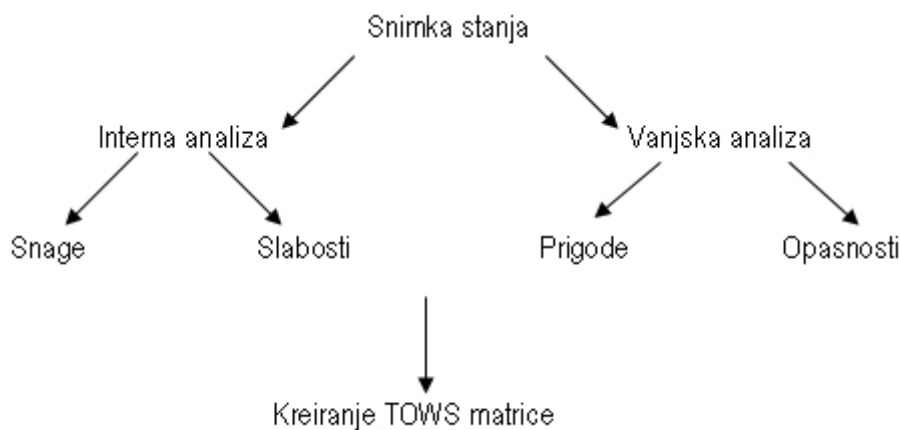 Snimka stanja
Interna analiza
Vanjska analiza
Snage
Slabosti
Prigode
Opasnosti
Kreiranje TOWS matrice